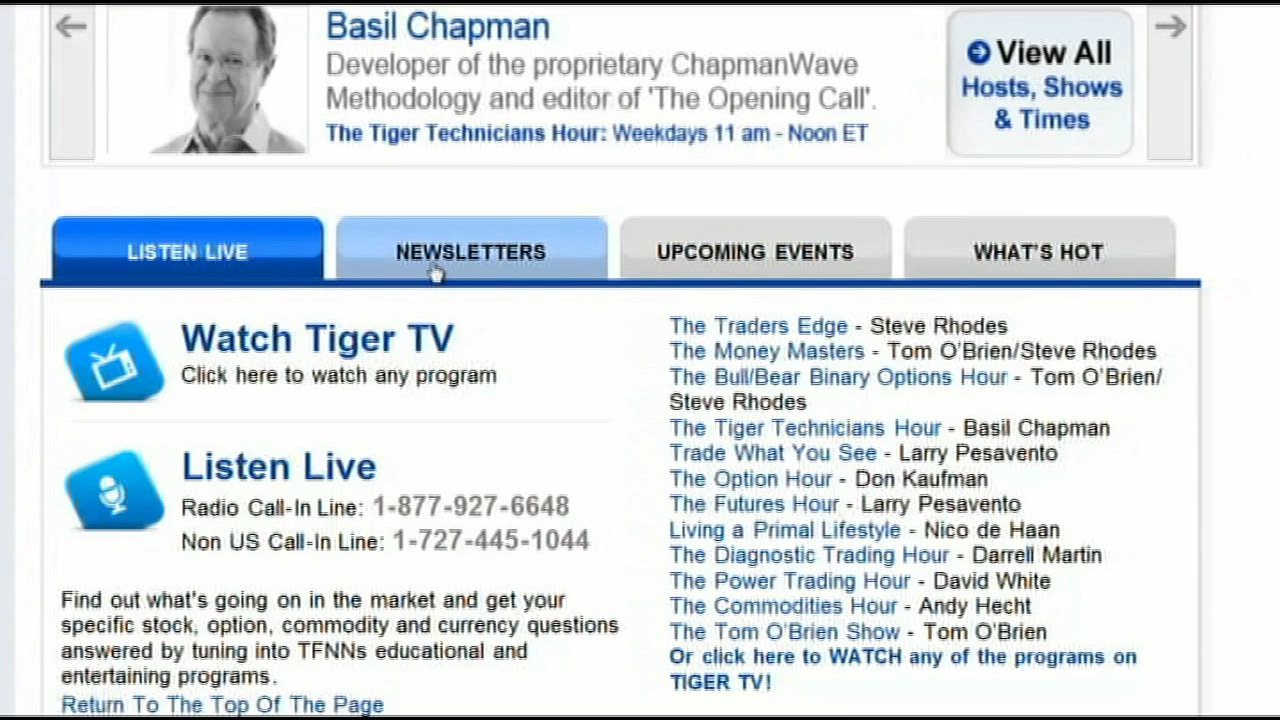 Basil Chapman
Developer of the proprietary ChapmanWave
Methodology and editor of 'The Opening Call'.
The Tiger Technicians Hour: Weekdays 11 am - Noon ET
View All
Hosts, Shows
& Times
LISTEN LIVE
NEWSLETTERS
UPCOMING EVENTS
WHAT'S HOT
Watch Tiger TV
Click here to watch any program
Listen Live
Radio Call-In Line: 1-877-927-6648
Non US Call-In Line: 1-727-445-1044
Find out what's going on in the market and get your
specific stock, option, commodity and currency questions
answered by tuning into TFNNs educational and
entertaining programs.
Return To The Top Of The Page
The Traders Edge - Steve Rhodes
The Money Masters - Tom O'Brien/Steve Rhodes
The Bull/Bear Binary Options Hour - Tom O'Brien/
Steve Rhodes
The Tiger Technicians Hour - Basil Chapman
Trade What You See - Larry Pesavento
The Option Hour - Don Kaufman
The Futures Hour - Larry Pesavento
Living a Primal Lifestyle - Nico de Haan
The Diagnostic Trading Hour - Darrell Martin
The Power Trading Hour - David White
The Commodities Hour - Andy Hecht
The Tom O'Brien Show - Tom O'Brien
Or click here to WATCH any of the programs on
TIGER TV!